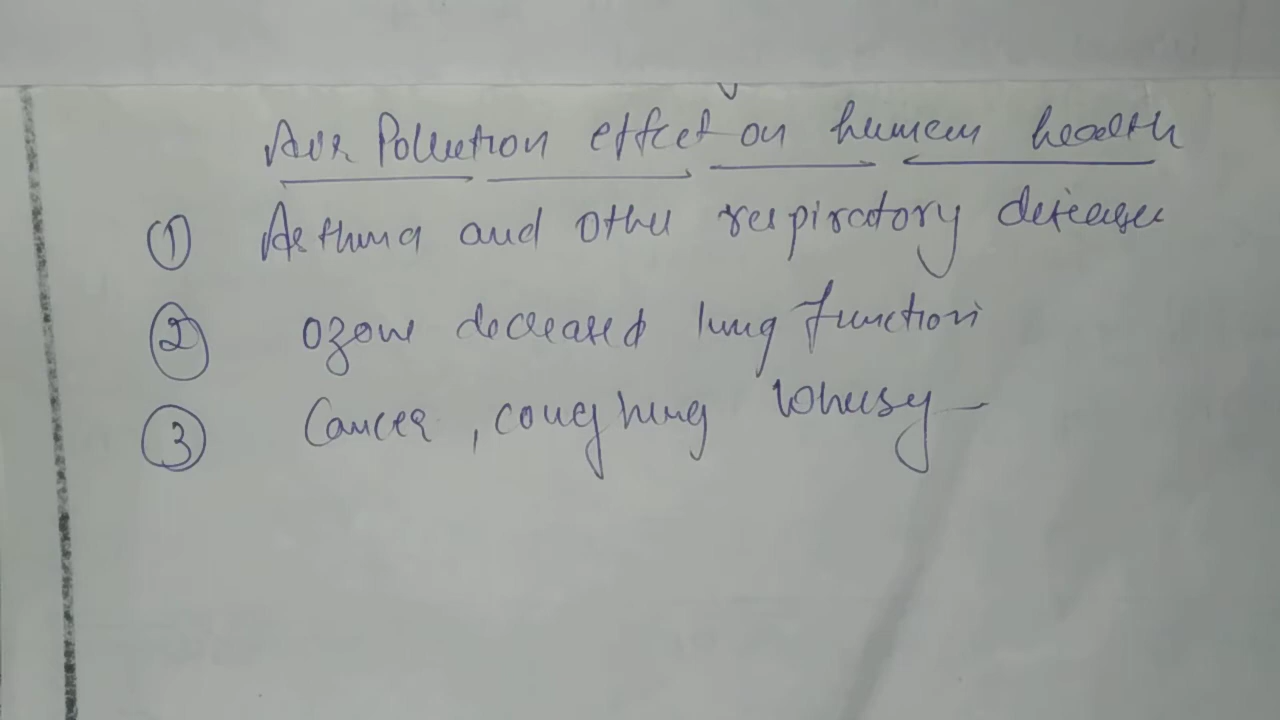 Air Pollution effect on human health
① Asthma and other respiratory diseases
② Ozone decreased lung function
③ Cancer, coughing